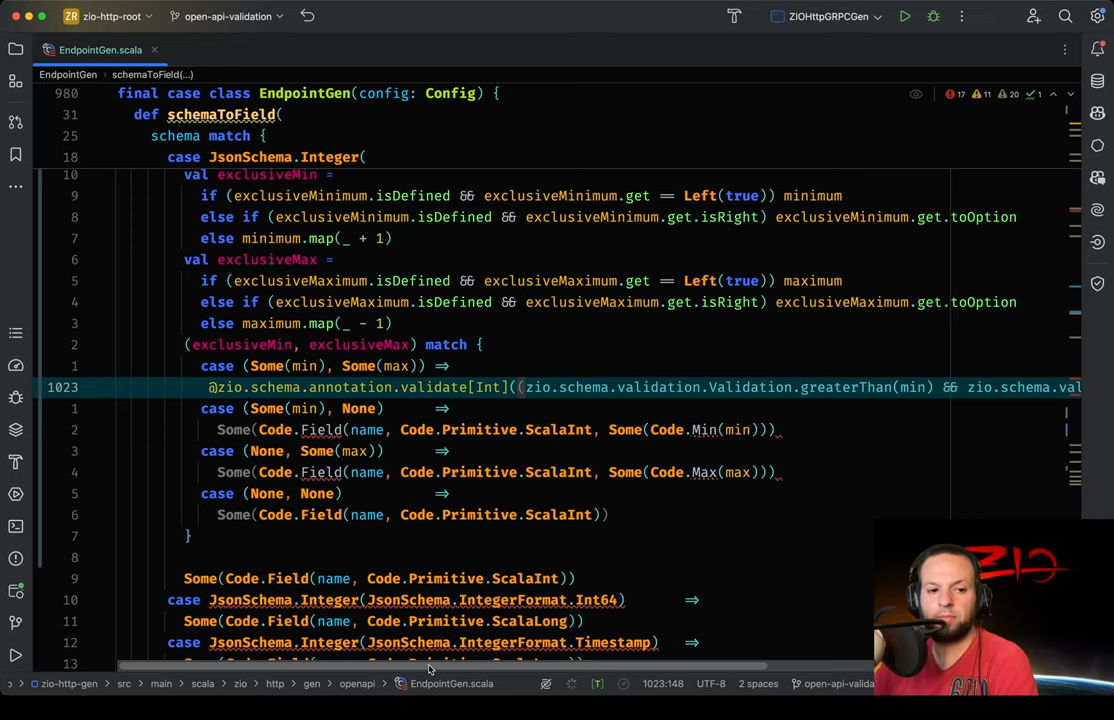 ZR zio-http-root open-api-validation ZIOHttpGRPCGen
EndpointGen.scala
EndpointGen schemaToField(...)
980 final case class EndpointGen(config: Config) { 17 11 20 1
31 def schemaToField(
25 schema match {
18 case JsonSchema.Integer(
10 val exclusiveMin =
9 if (exclusiveMinimum.isDefined && exclusiveMinimum.get == Left(true)) minimum
8 else if (exclusiveMinimum.isDefined && exclusiveMinimum.get.isRight) exclusiveMinimum.get.toOption
7 else minimum.map(_ + 1)
6 val exclusiveMax =
5 if (exclusiveMaximum.isDefined && exclusiveMaximum.get == Left(true)) maximum
4 else if (exclusiveMaximum.isDefined && exclusiveMaximum.get.isRight) exclusiveMaximum.get.toOption
3 else maximum.map(_ - 1)
2 (exclusiveMin, exclusiveMax) match {
1 case (Some(min), Some(max)) =>
1023 @zio.schema.annotation.validate[Int]((zio.schema.validation.Validation.greaterThan(min) && zio.schema.val
1 case (Some(min), None) =>
2 Some(Code.Field(name, Code.Primitive.ScalaInt, Some(Code.Min(min)))
3 case (None, Some(max)) =>
4 Some(Code.Field(name, Code.Primitive.ScalaInt, Some(Code.Max(max)))
5 case (None, None) =>
6 Some(Code.Field(name, Code.Primitive.ScalaInt))
7 }
8
9 Some(Code.Field(name, Code.Primitive.ScalaInt))
10 case JsonSchema.Integer(JsonSchema.IntegerFormat.Int64) =>
11 Some(Code.Field(name, Code.Primitive.ScalaLong))
12 case JsonSchema.Integer(JsonSchema.IntegerFormat.Timestamp) =>
13
zio-http-gen src main scala zio http gen openapi EndpointGen.scala 1023:148 UTF-8 2 spaces open-api-valida
ZIO